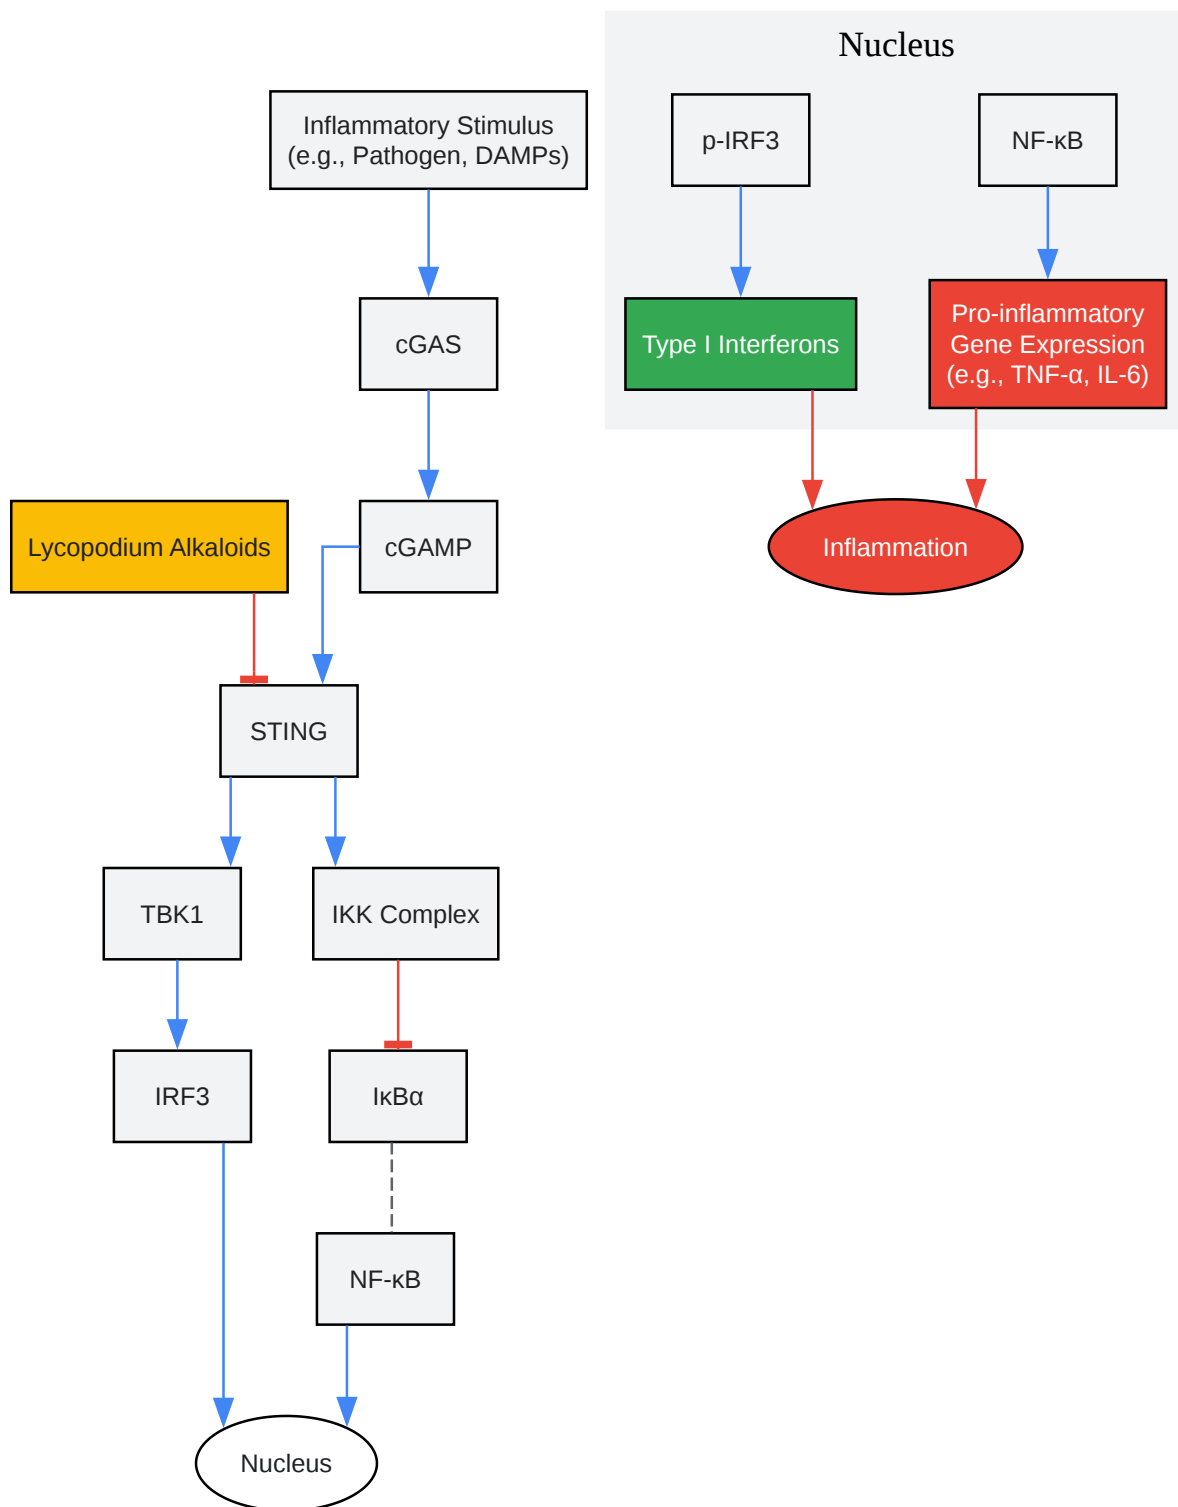 Nucleus
Inflammatory Stimulus
(e.g., Pathogen, DAMPs)
p-IRF3
NF-κB
cGAS
Type I Interferons
Pro-inflammatory
Gene Expression
(e.g., TNF-α, IL-6)
Lycopodium Alkaloids
cGAMP
Inflammation
STING
TBK1
IKK Complex
IRF3
IκBα
NF-κB
Nucleus